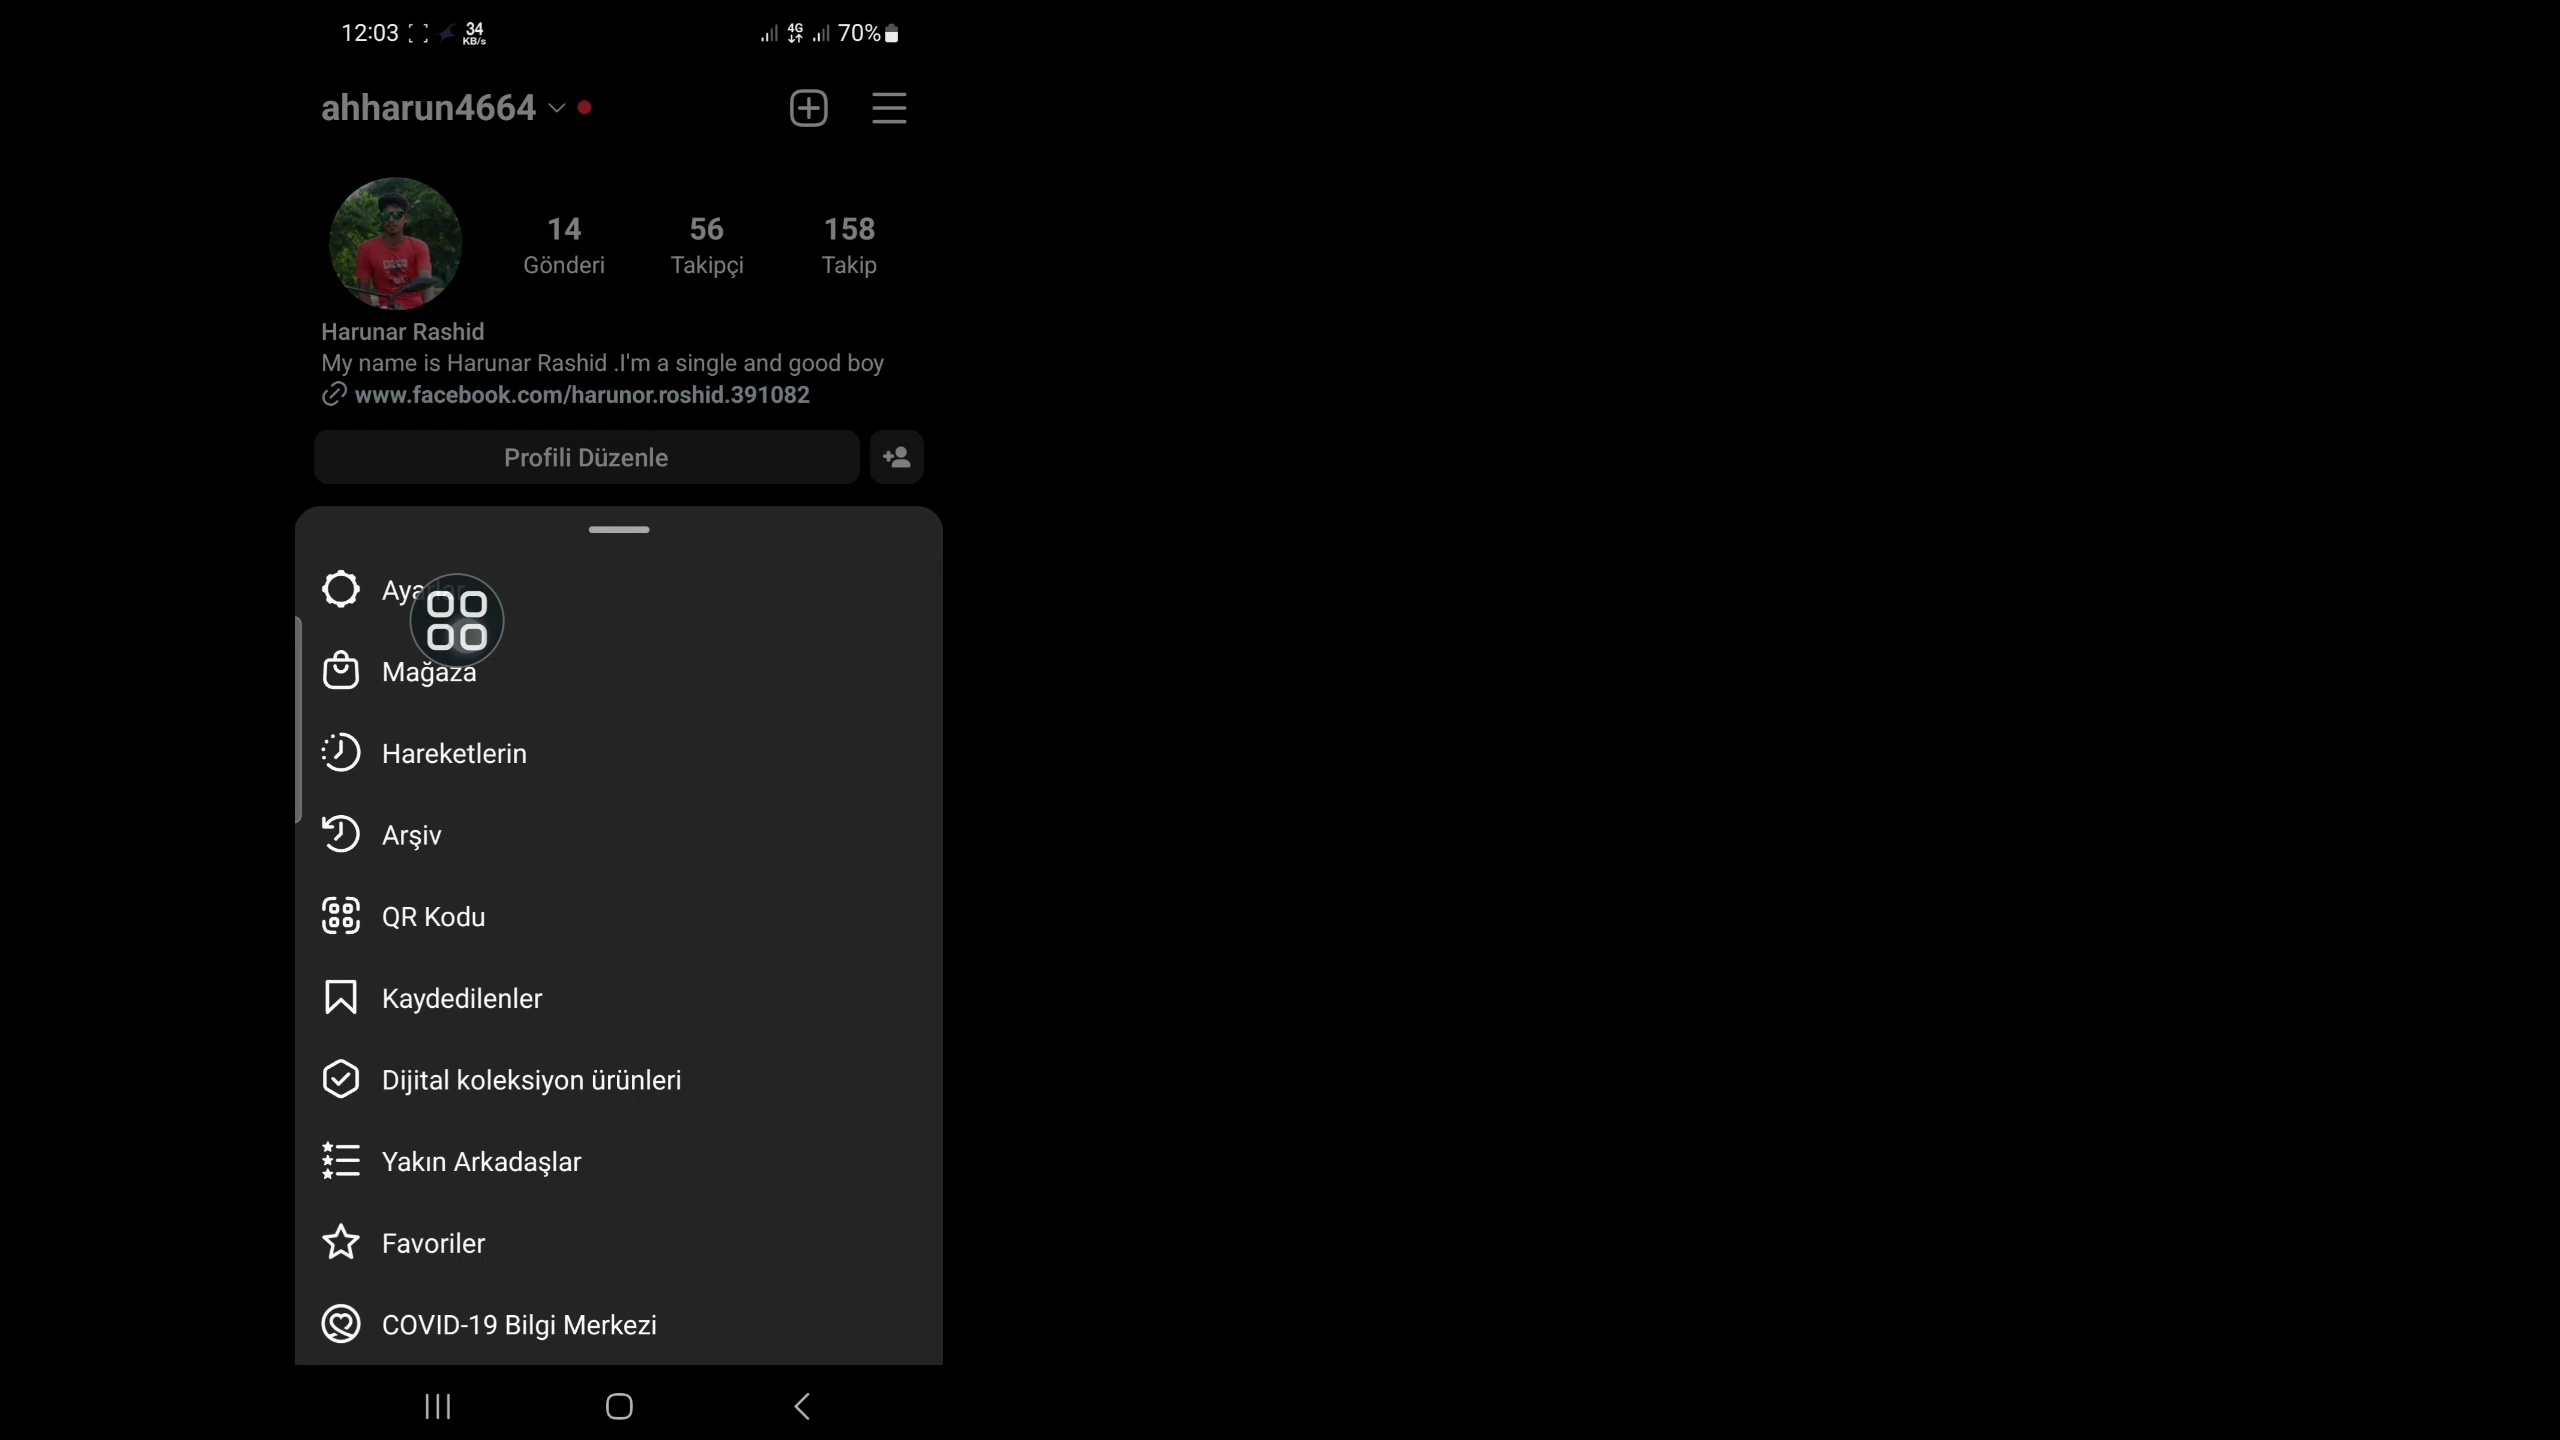 12:03 34 KB/s 4G 70%
ahharun4664
14 56 158
Gönderi Takipçi Takip
Harunar Rashid
My name is Harunar Rashid .I'm a single and good boy
www.facebook.com/harunor.roshid.391082
Profili Düzenle
Ayarlar
Mağaza
Hareketlerin
Arşiv
QR Kodu
Kaydedilenler
Dijital koleksiyon ürünleri
Yakın Arkadaşlar
Favoriler
COVID-19 Bilgi Merkezi